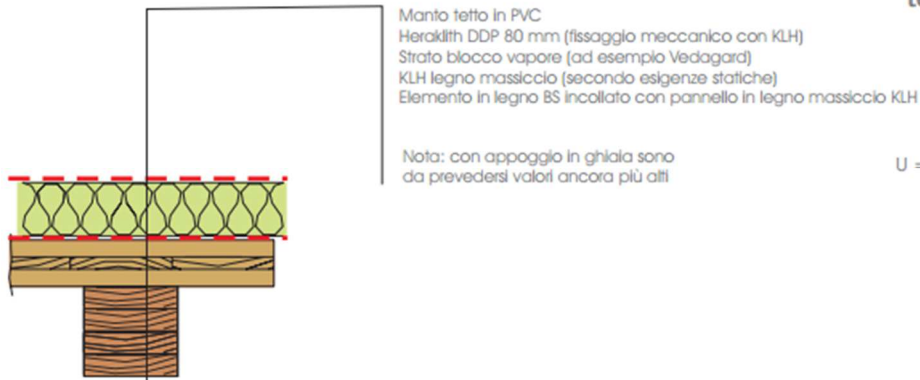 Manto tetto in PVC
Heraklith DDP 80 mm (fissaggio meccanico con KLH)
Strato blocco vapore (ad esempio Vedagard)
KLH legno massiccio (secondo esigenze statiche)
Elemento in legno BS incollato con pannello in legno massiccio KLH
Nota: con appoggio in ghiaia sono
da prevedersi valori ancora più alti
U =